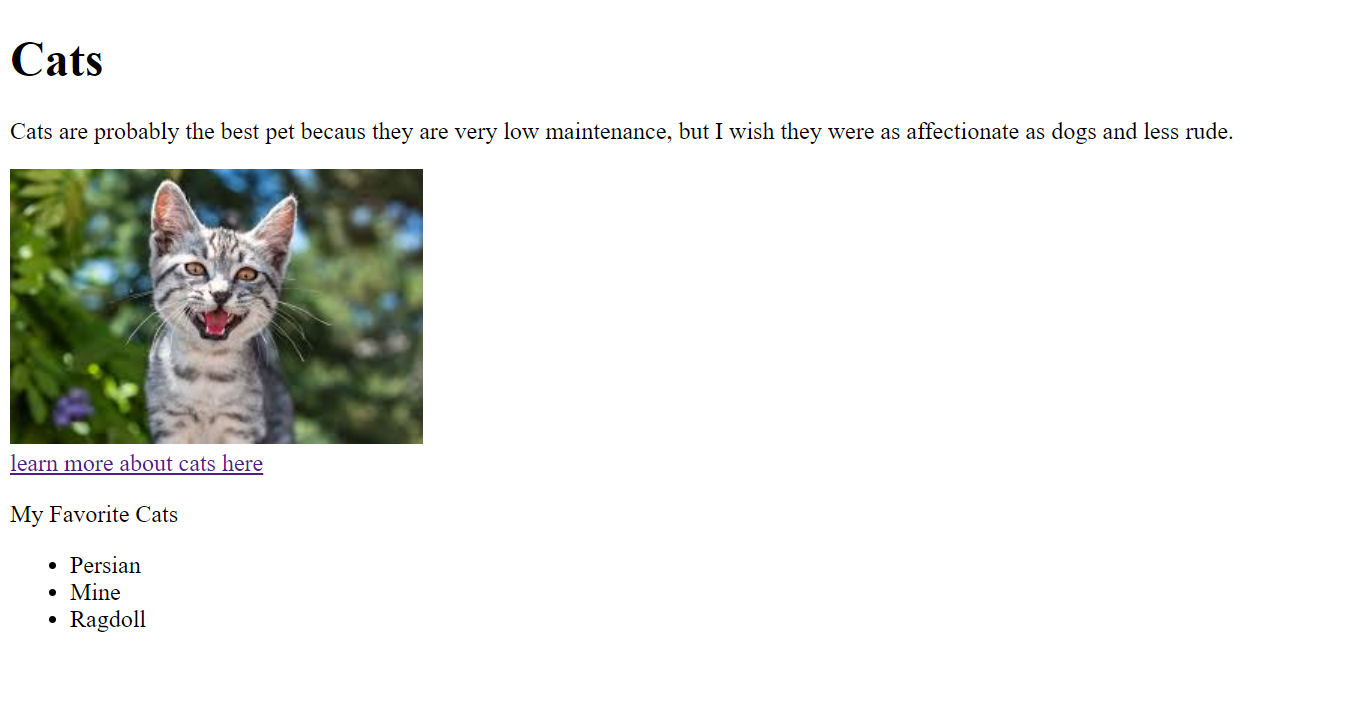 Cats
Cats are probably the best pet becaus they are very low maintenance, but I wish they were as affectionate as dogs and less rude.
learn more about cats here
My Favorite Cats
Persian
Mine
Ragdoll